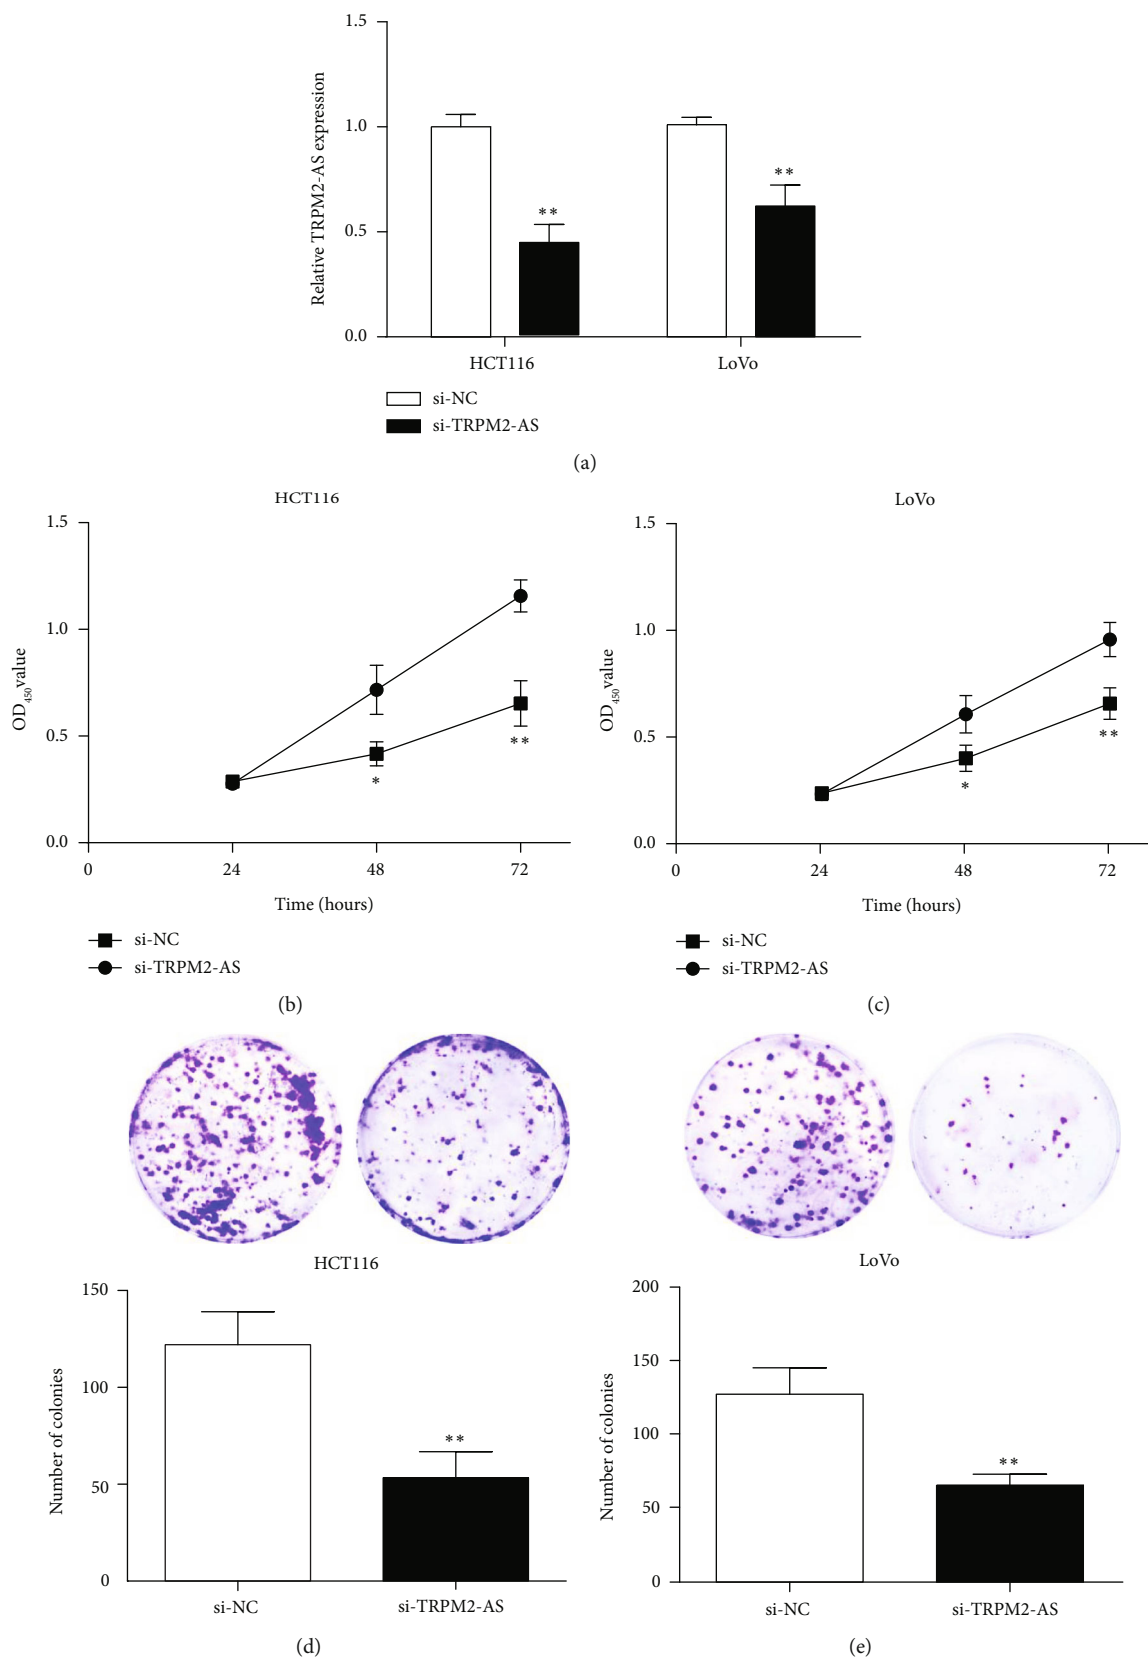 1.5
1.0
0.5
0.0
Relative TRPM2-AS expression
**
**
HCT116
LoVo
si-NC
si-TRPM2-AS
(a)
HCT116
1.5
1.0
0.5
0.0
OD450 value
*
**
0
24
48
72
Time (hours)
si-NC
si-TRPM2-AS
(b)
LoVo
1.5
1.0
0.5
0.0
OD450 value
*
**
0
24
48
72
Time (hours)
si-NC
si-TRPM2-AS
(c)
HCT116
150
100
50
0
Number of colonies
**
si-NC
si-TRPM2-AS
(d)
LoVo
200
150
100
50
0
Number of colonies
**
si-NC
si-TRPM2-AS
(e)